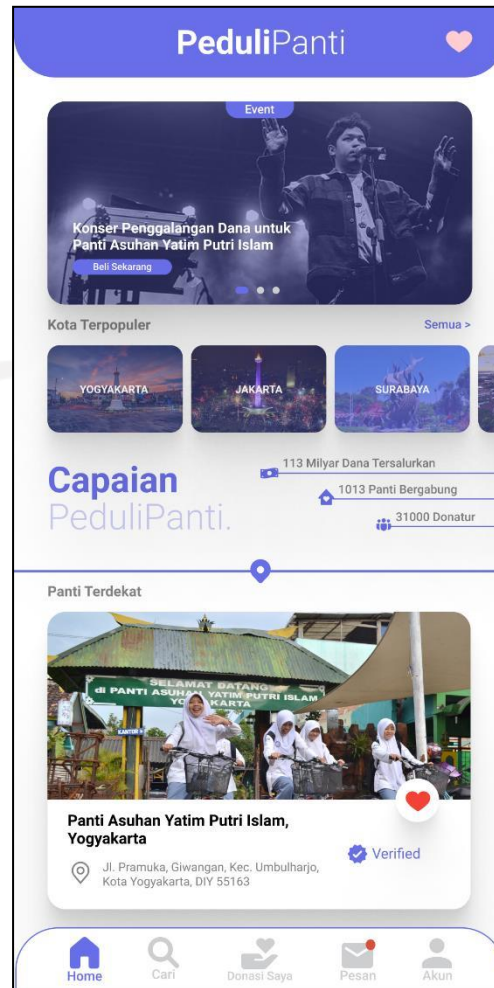 PeduliPanti
Event
Konser Penggalangan Dana untuk
Panti Asuhan Yatim Putri Islam
Beli Sekarang
Kota Terpopuler
Semua >
YOGYAKARTA
JAKARTA
SURABAYA
Capaian
PeduliPanti.
113 Milyar Dana Tersalurkan
1013 Panti Bergabung
31000 Donatur
Panti Terdekat
SELAMAT DATANG
di PANTI ASUHAN YATIM PUTRI ISLAM
YOGYAKARTA
KANTOR
Panti Asuhan Yatim Putri Islam,
Yogyakarta
Verified
Jl. Pramuka, Giwangan, Kec. Umbulharjo,
Kota Yogyakarta, DIY 55163
Home
Cari
Donasi Saya
Pesan
Akun